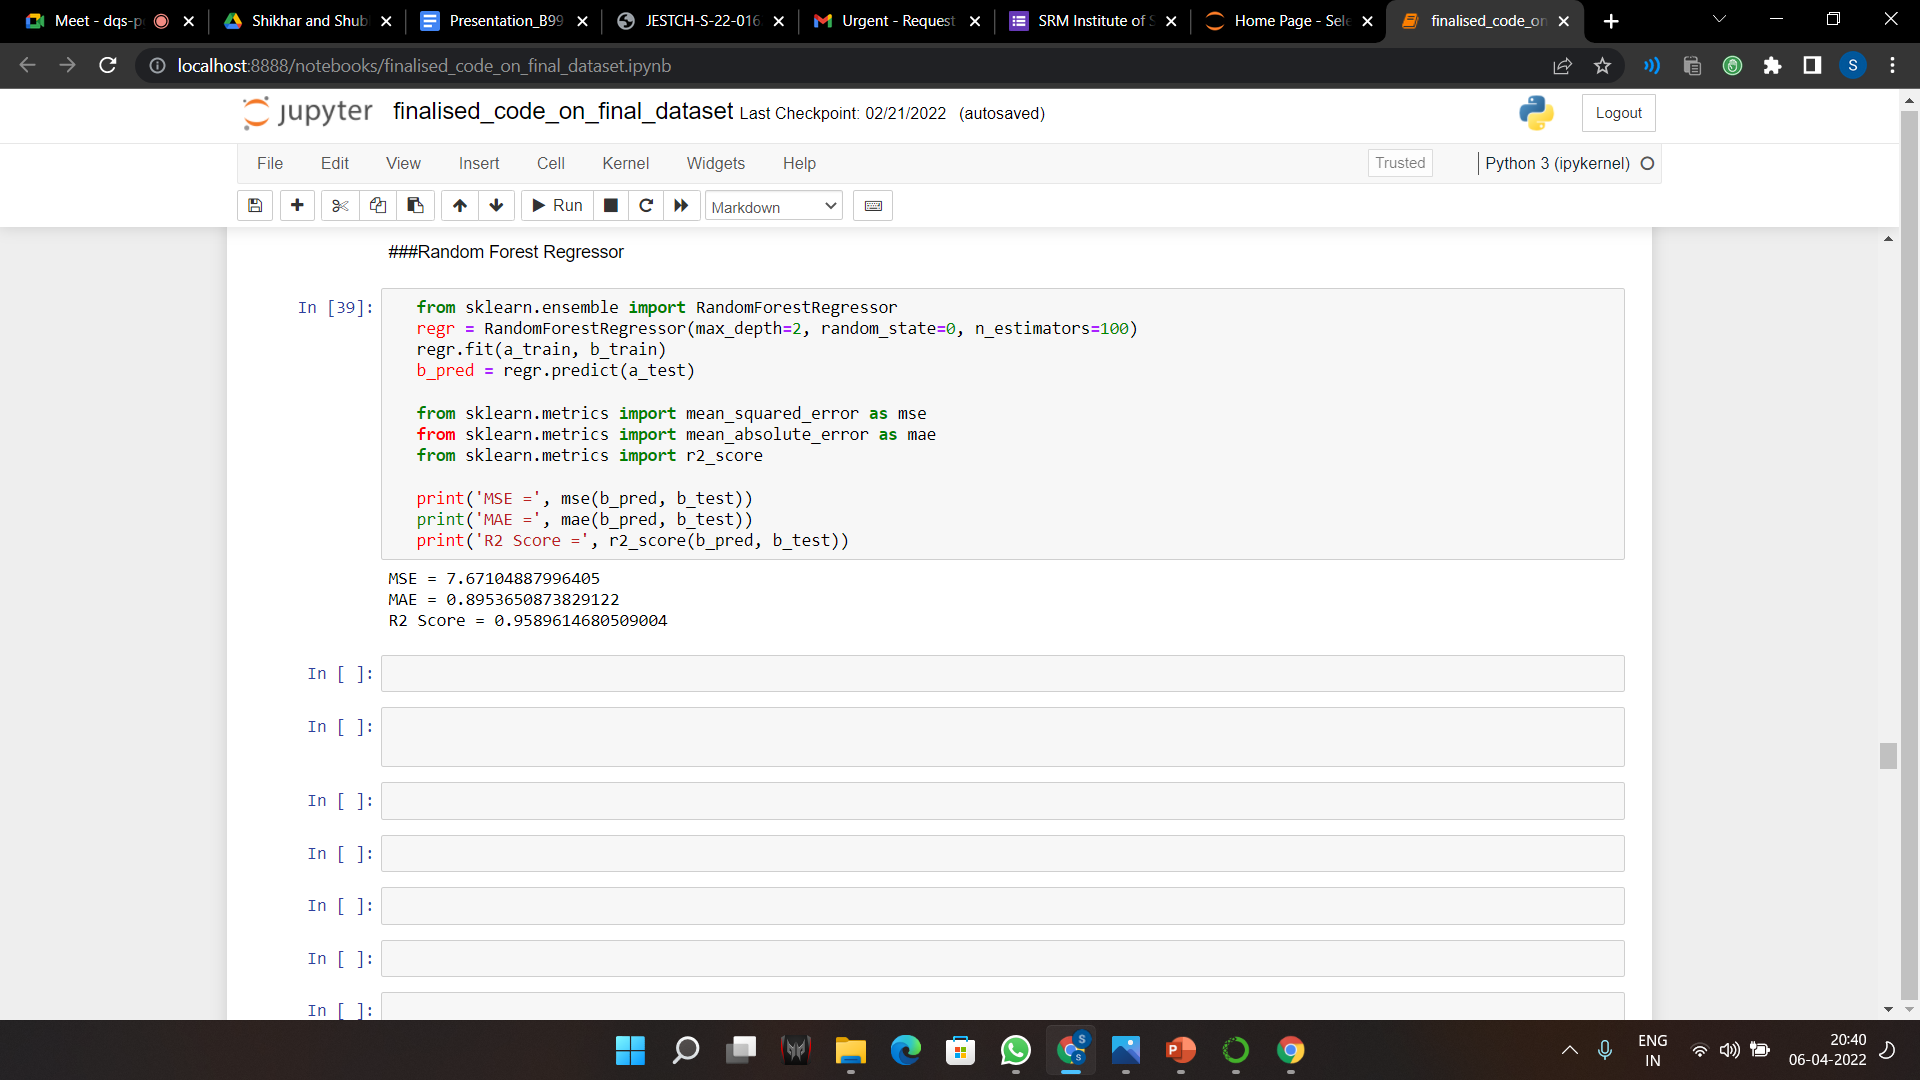 Meet - dqs-p
Shikhar and Shub
Presentation_B99
JESTCH-S-22-016
Urgent - Request
SRM Institute of S
Home Page - Sele
finalised_code_on
localhost:8888/notebooks/finalised_code_on_final_dataset.ipynb
S
jupyter finalised_code_on_final_dataset Last Checkpoint: 02/21/2022 (autosaved)
Logout
File Edit View Insert Cell Kernel Widgets Help
Trusted
Python 3 (ipykernel)
Run
Markdown
###Random Forest Regressor
In [39]:
from sklearn.ensemble import RandomForestRegressor
regr = RandomForestRegressor(max_depth=2, random_state=0, n_estimators=100)
regr.fit(a_train, b_train)
b_pred = regr.predict(a_test)
from sklearn.metrics import mean_squared_error as mse
from sklearn.metrics import mean_absolute_error as mae
from sklearn.metrics import r2_score
print('MSE =', mse(b_pred, b_test))
print('MAE =', mae(b_pred, b_test))
print('R2 Score =', r2_score(b_pred, b_test))
MSE = 7.67104887996405
MAE = 0.8953650873829122
R2 Score = 0.9589614680509004
In [ ]:
In [ ]:
In [ ]:
In [ ]:
In [ ]:
In [ ]:
In [ ]:
S
S
P
ENG
IN
20:40
06-04-2022